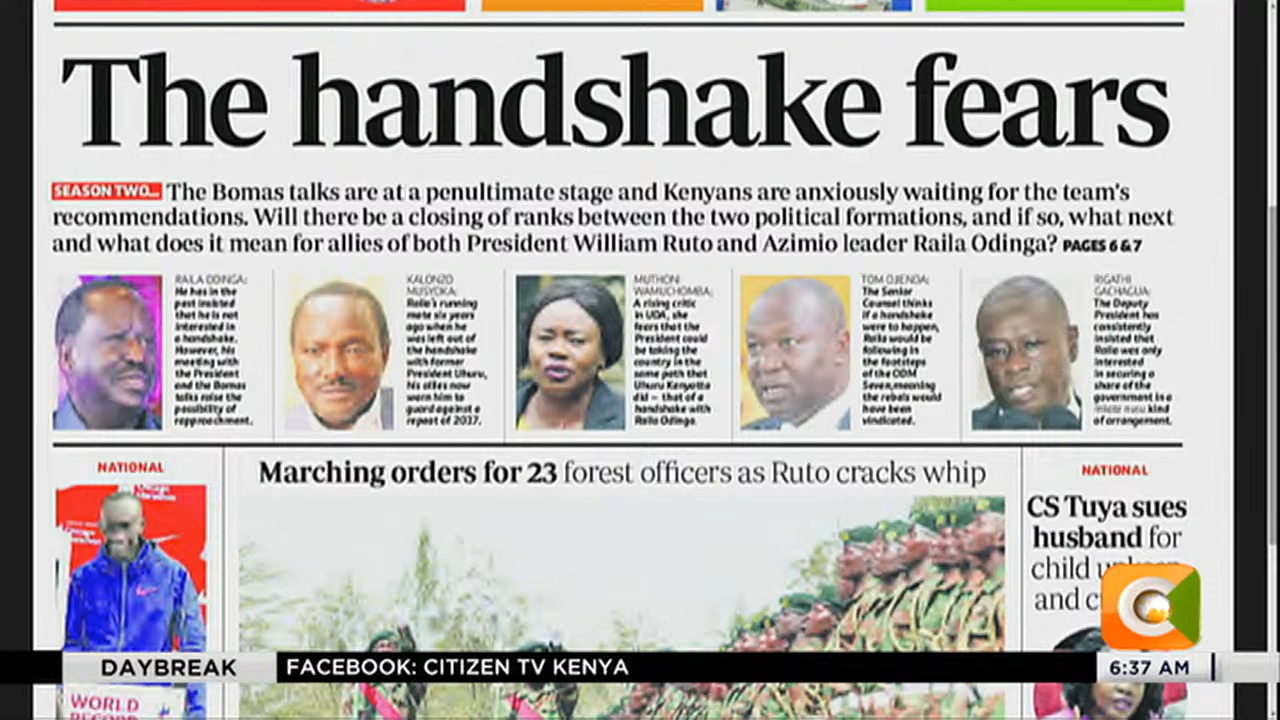 The handshake fears
SEASON TWO... The Bomas talks are at a penultimate stage and Kenyans are anxiously waiting for the team's
recommendations. Will there be a closing of ranks between the two political formations, and if so, what next
and what does it mean for allies of both President William Ruto and Azimio leader Raila Odinga? PAGES 6 & 7
RAILA ODINGA:
He has in the
past insisted
that he is not
interested in
a handshake.
However, his
meeting with
the President
and the Bomas
talks raise the
possibility of
rapproachment.
KALONZO
MUSYOKA:
Raila's running
mate six years
ago when he
was left out of
the handshake
with former
President Uhuru,
his allies now
warn him to
guard against a
repeat of 2017.
MUTHONI
WAMUCHOMBA:
A rising critic
in UDA, she
fears that the
President could
be taking the
country in the
same path that
Uhuru Kenyatta
did – that of a
handshake with
Raila Odinga.
TOM OJIENDA:
The Senior
Counsel thinks
if a handshake
were to happen,
Raila would be
following in
the footsteps
of the ODM
Seven, meaning
the rebels would
have been
vindicated.
RIGATHI
GACHAGUA:
The Deputy
President has
consistently
insisted that
Raila was only
interested
in securing a
share of the
government in a
kind
of arrangement.
NATIONAL
Marching orders for 23 forest officers as Ruto cracks whip
NATIONAL
CS Tuya sues
husband for
child
and
DAYBREAK
FACEBOOK: CITIZEN TV KENYA
6:37 AM
WORLD
RECORD